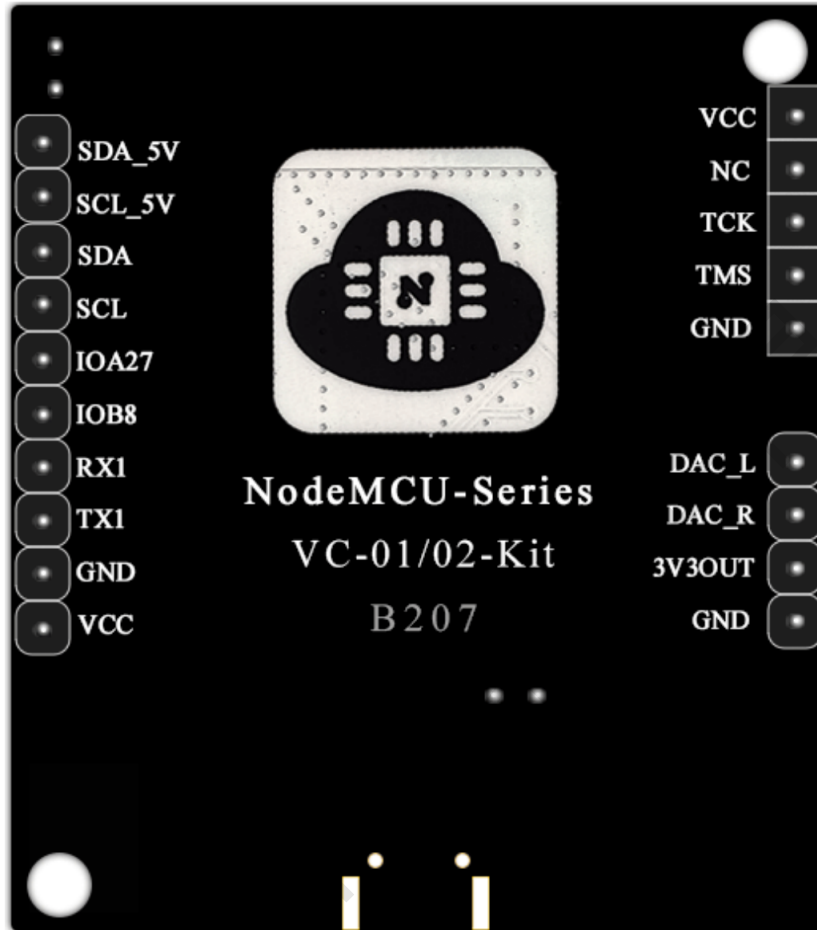 SDA_5V
SCL_5V
SDA
SCL
IOA27
IOB8
RX1
TX1
GND
VCC
N
NodeMCU-Series
VC-01/02-Kit
B207
VCC
NC
TCK
TMS
GND
DAC_L
DAC_R
3V3OUT
GND